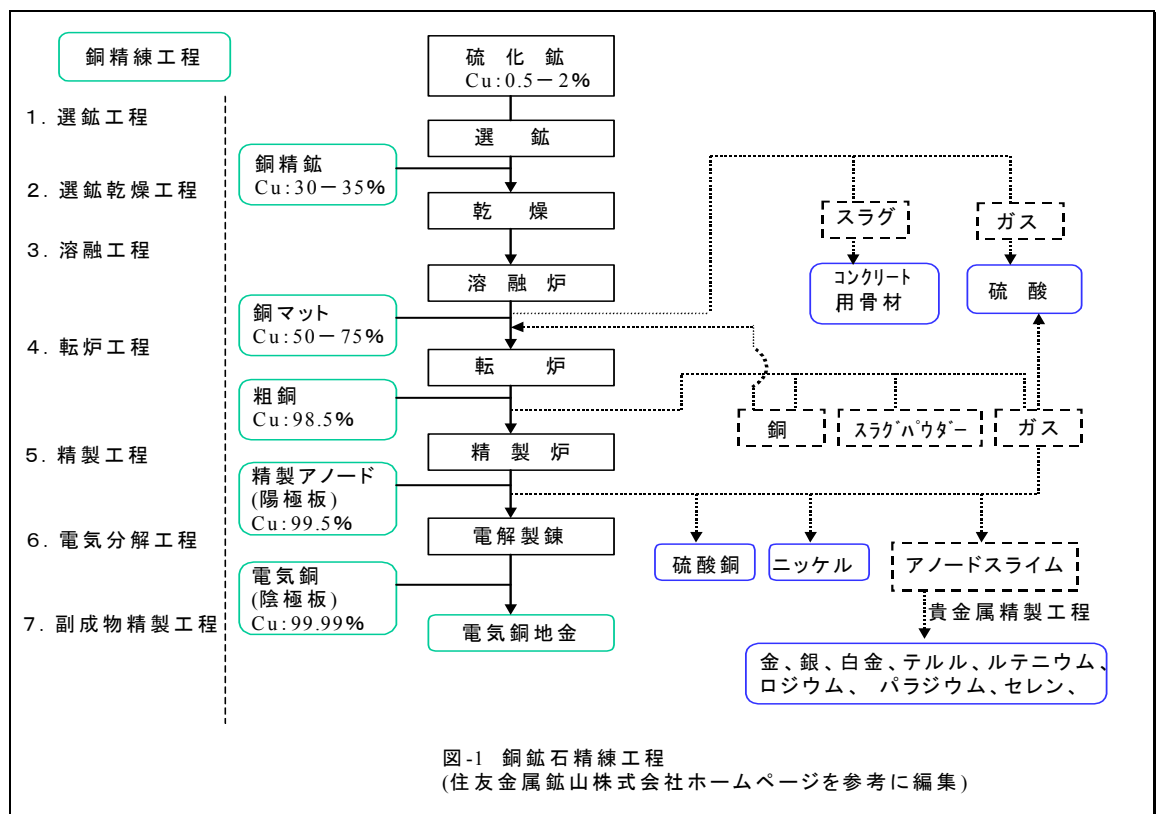 銅精練工程
1. 選鉱工程
2. 選鉱乾燥工程
3. 溶融工程
4. 転炉工程
5. 精製工程
6. 電気分解工程
7. 副成物精製工程
硫化鉱
Cu:0.5－2%
選鉱
銅精鉱
Cu:30－35%
乾燥
溶融炉
銅マット
Cu:50－75%
転炉
粗銅
Cu:98.5%
精製炉
精製アノード
(陽極板)
Cu:99.5%
電解製錬
電気銅
(陰極板)
Cu:99.99%
電気銅地金
スラグ
ガス
コンクリート
用骨材
硫酸
銅
スラグパウダー
ガス
硫酸銅
ニッケル
アノードスライム
貴金属精製工程
金、銀、白金、テルル、ルテニウム、
ロジウム、 パラジウム、セレン、
図-1 銅鉱石精練工程
(住友金属鉱山株式会社ホームページを参考に編集)